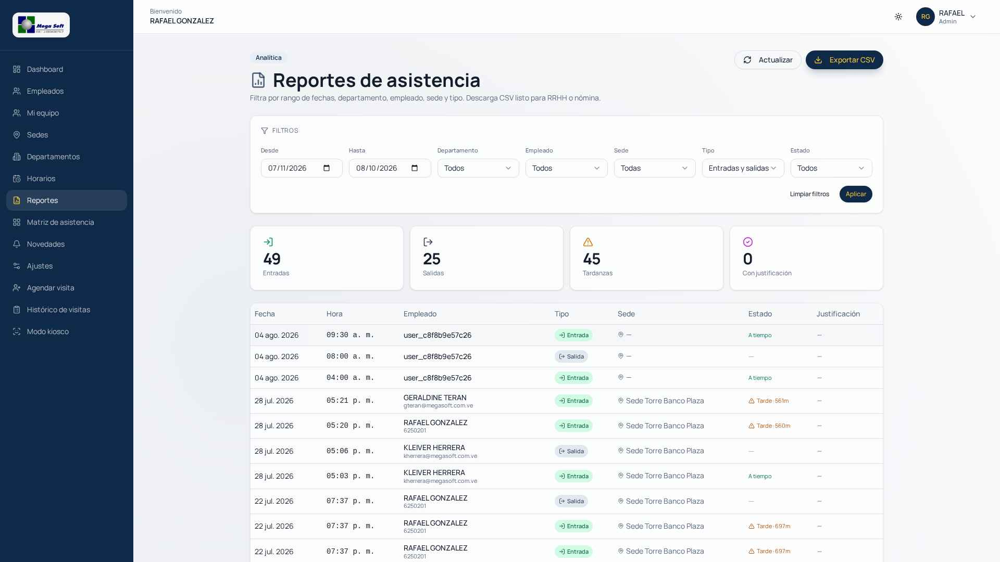 Mega Soft
Bienvenido
RAFAEL GONZALEZ
RG
RAFAEL
Admin
Dashboard
Empleados
Mi equipo
Sedes
Departamentos
Horarios
Reportes
Matriz de asistencia
Novedades
Ajustes
Agendar visita
Histórico de visitas
Modo kiosco
Analítica
Actualizar
Exportar CSV
Reportes de asistencia
Filtra por rango de fechas, departamento, empleado, sede y tipo. Descarga CSV listo para RRHH o nómina.
FILTROS
Desde Hasta Departamento Empleado Sede Tipo Estado
07/11/2026 08/10/2026 Todos Todos Todas Entradas y salidas Todos
Limpiar filtros Aplicar
49 25 45 0
Entradas Salidas Tardanzas Con justificación
Fecha Hora Empleado Tipo Sede Estado Justificación
04 ago. 2026 09:30 a. m. user_c8f8b9e57c26 Entrada — A tiempo —
04 ago. 2026 08:00 a. m. user_c8f8b9e57c26 Salida — — —
04 ago. 2026 04:00 a. m. user_c8f8b9e57c26 Entrada — A tiempo —
28 jul. 2026 05:21 p. m. GERALDINE TERAN Entrada Sede Torre Banco Plaza Tarde · 561m —
gteran@megasoft.com.ve
28 jul. 2026 05:20 p. m. RAFAEL GONZALEZ Entrada Sede Torre Banco Plaza Tarde · 560m —
6250201
28 jul. 2026 05:06 p. m. KLEIVER HERRERA Salida Sede Torre Banco Plaza — —
kherrera@megasoft.com.ve
28 jul. 2026 05:03 p. m. KLEIVER HERRERA Entrada Sede Torre Banco Plaza A tiempo —
kherrera@megasoft.com.ve
22 jul. 2026 07:37 p. m. RAFAEL GONZALEZ Salida Sede Torre Banco Plaza — —
6250201
22 jul. 2026 07:37 p. m. RAFAEL GONZALEZ Entrada Sede Torre Banco Plaza Tarde · 697m —
6250201
22 jul. 2026 07:37 p. m. RAFAEL GONZALEZ Entrada Sede Torre Banco Plaza Tarde · 697m —
6250201